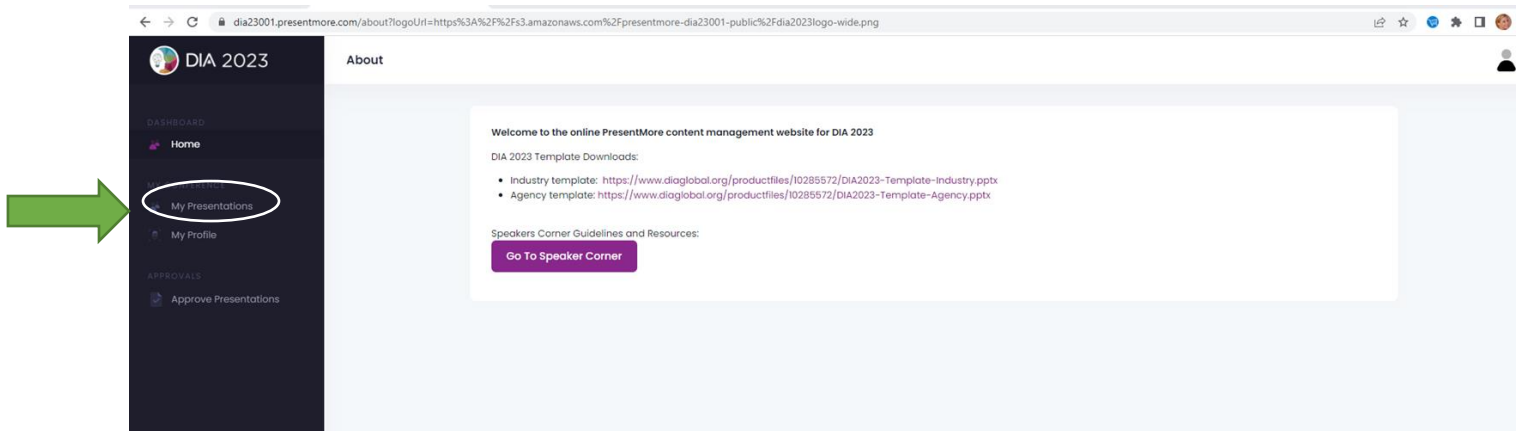 dia23001.presentmore.com/about?logoUrl=https%3A%2F%2Fs3.amazonaws.com%2Fpresentmore-dia23001-public%2Fdia2023logo-wide.png
DIA 2023
About
DASHBOARD
Home
MY CONFERENCE
My Presentations
My Profile
APPROVALS
Approve Presentations
Welcome to the online PresentMore content management website for DIA 2023
DIA 2023 Template Downloads:
• Industry template: https://www.diaglobal.org/productfiles/10285572/DIA2023-Template-Industry.pptx
• Agency template: https://www.diaglobal.org/productfiles/10285572/DIA2023-Template-Agency.pptx
Speakers Corner Guidelines and Resources:
Go To Speaker Corner